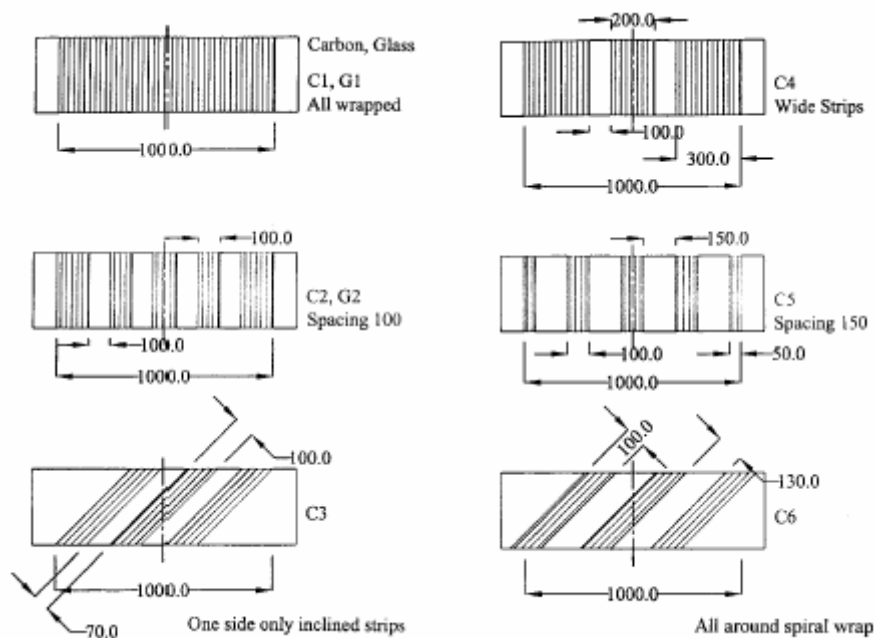 Carbon, Glass
C1, G1
All wrapped
1000.0
200.0
C4
Wide Strips
100.0
300.0
1000.0
100.0
C2, G2
Spacing 100
100.0
1000.0
150.0
C5
Spacing 150
100.0
50.0
1000.0
100.0
C3
1000.0
70.0
One side only inclined strips
100.0
130.0
C6
1000.0
All around spiral wrap